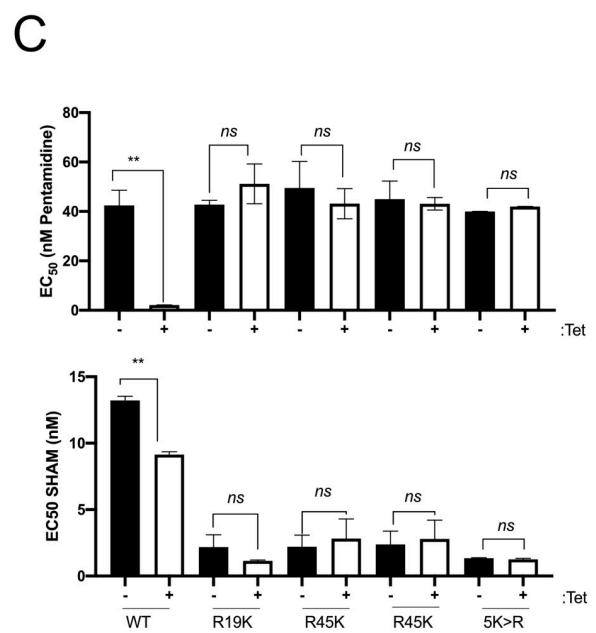 C
EC50 (nM Pentamidine)
80
60
40
20
0
** ns ns ns ns
- + - + - + - + - + :Tet
EC50 SHAM (nM)
15
10
5
0
** ns ns ns ns
- + - + - + - + - + :Tet
WT R19K R45K R45K 5K>R